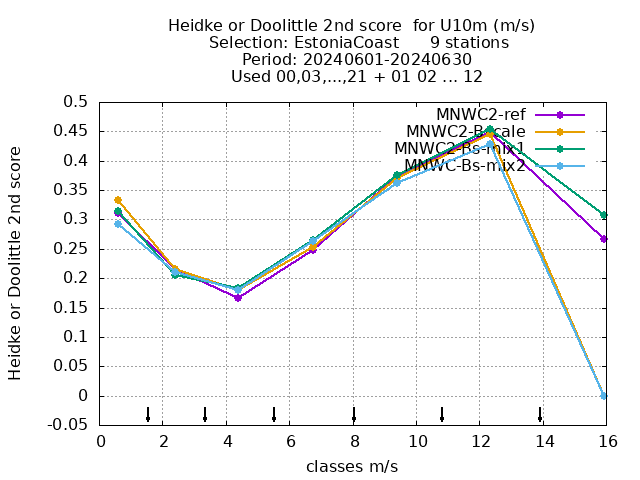 Heidke or Doolittle 2nd score  for U10m (m/s)
Selection: EstoniaCoast      9 stations
Period: 20240601-20240630
Used 00,03,...,21 + 01 02 ... 12
Heidke or Doolittle 2nd score
0.5
0.45
0.4
0.35
0.3
0.25
0.2
0.15
0.1
0.05
0
-0.05
MNWC2-ref
MNWC2-Bscale
MNWC2-Bs-mix1
MNWC-Bs-mix2
0 2 4 6 8 10 12 14 16
classes m/s